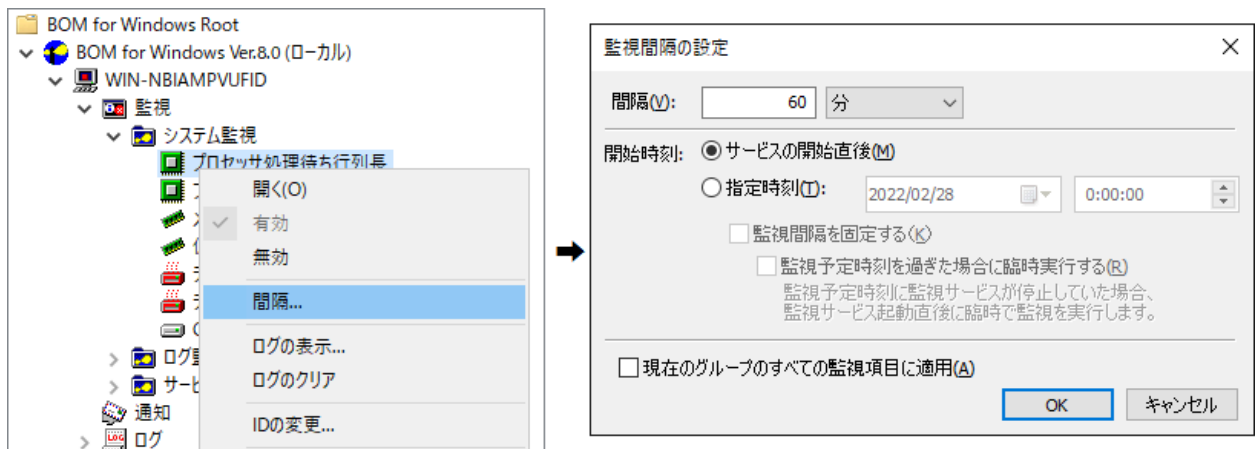 BOM for Windows Root
BOM for Windows Ver.8.0 (ローカル)
WIN-NBIAMPVUFID
監視
システム監視
プロセッサ処理待ち行列長
開く(O)
有効
無効
間隔...
ログの表示...
ログのクリア
IDの変更...
ログ
サービ
通知
ログ
監視間隔の設定
間隔(V): 60 分
開始時刻: サービスの開始直後(M)
指定時刻(T): 2022/02/28 0:00:00
監視間隔を固定する(K)
監視予定時刻を過ぎた場合に臨時実行する(R)
監視予定時刻に監視サービスが停止していた場合、
監視サービス起動直後に臨時で監視を実行します。
現在のグループのすべての監視項目に適用(A)
OK キャンセル